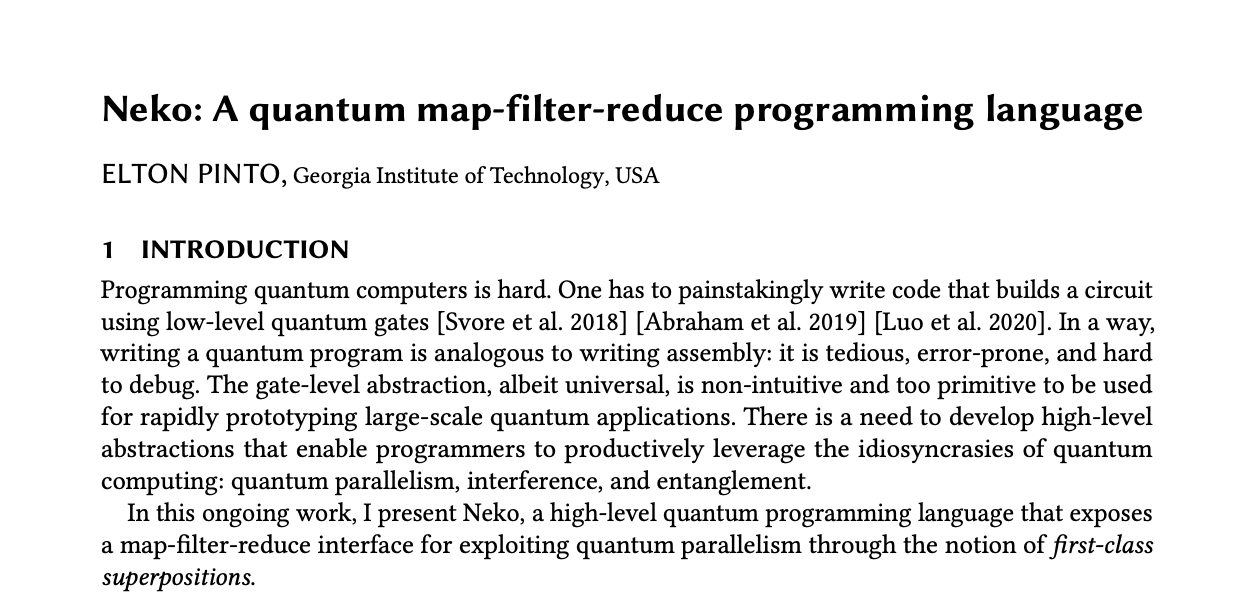 Neko: A quantum map-filter-reduce programming language
ELTON PINTO, Georgia Institute of Technology, USA
1 INTRODUCTION
Programming quantum computers is hard. One has to painstakingly write code that builds a circuit
using low-level quantum gates [Svore et al. 2018] [Abraham et al. 2019] [Luo et al. 2020]. In a way,
writing a quantum program is analogous to writing assembly: it is tedious, error-prone, and hard
to debug. The gate-level abstraction, albeit universal, is non-intuitive and too primitive to be used
for rapidly prototyping large-scale quantum applications. There is a need to develop high-level
abstractions that enable programmers to productively leverage the idiosyncrasies of quantum
computing: quantum parallelism, interference, and entanglement.
In this ongoing work, I present Neko, a high-level quantum programming language that exposes
a map-filter-reduce interface for exploiting quantum parallelism through the notion of first-class
superpositions.